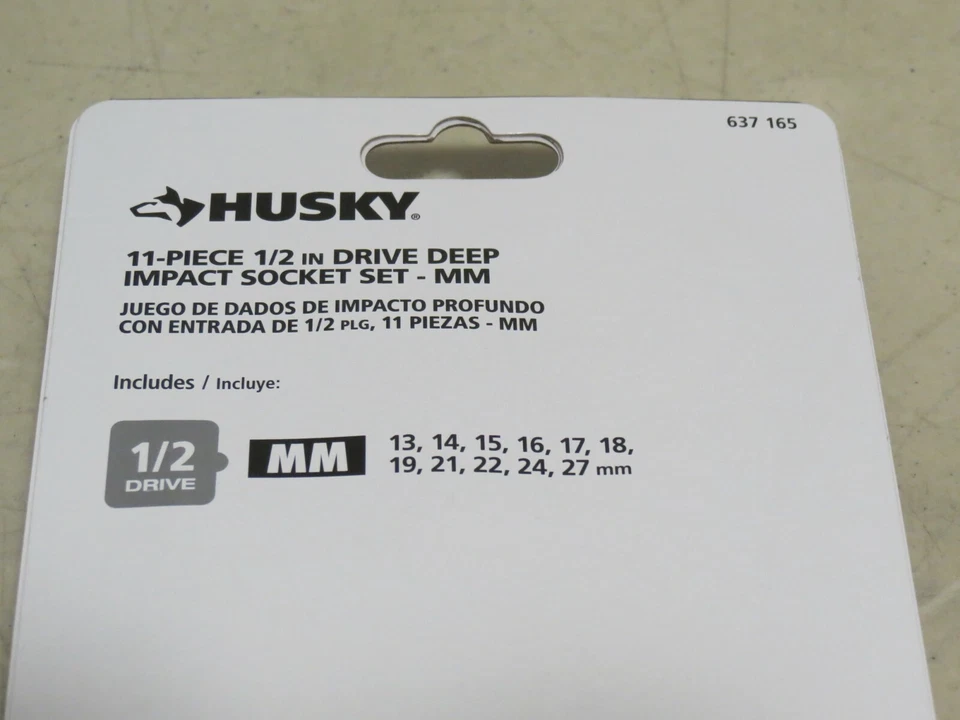 637 165
HUSKY®
11-PIECE 1/2 IN DRIVE DEEP
IMPACT SOCKET SET - MM
JUEGO DE DADOS DE IMPACTO PROFUNDO
CON ENTRADA DE 1/2 PLG, 11 PIEZAS - MM
Includes / Incluye:
1/2
DRIVE
MM
13, 14, 15, 16, 17, 18,
19, 21, 22, 24, 27 mm